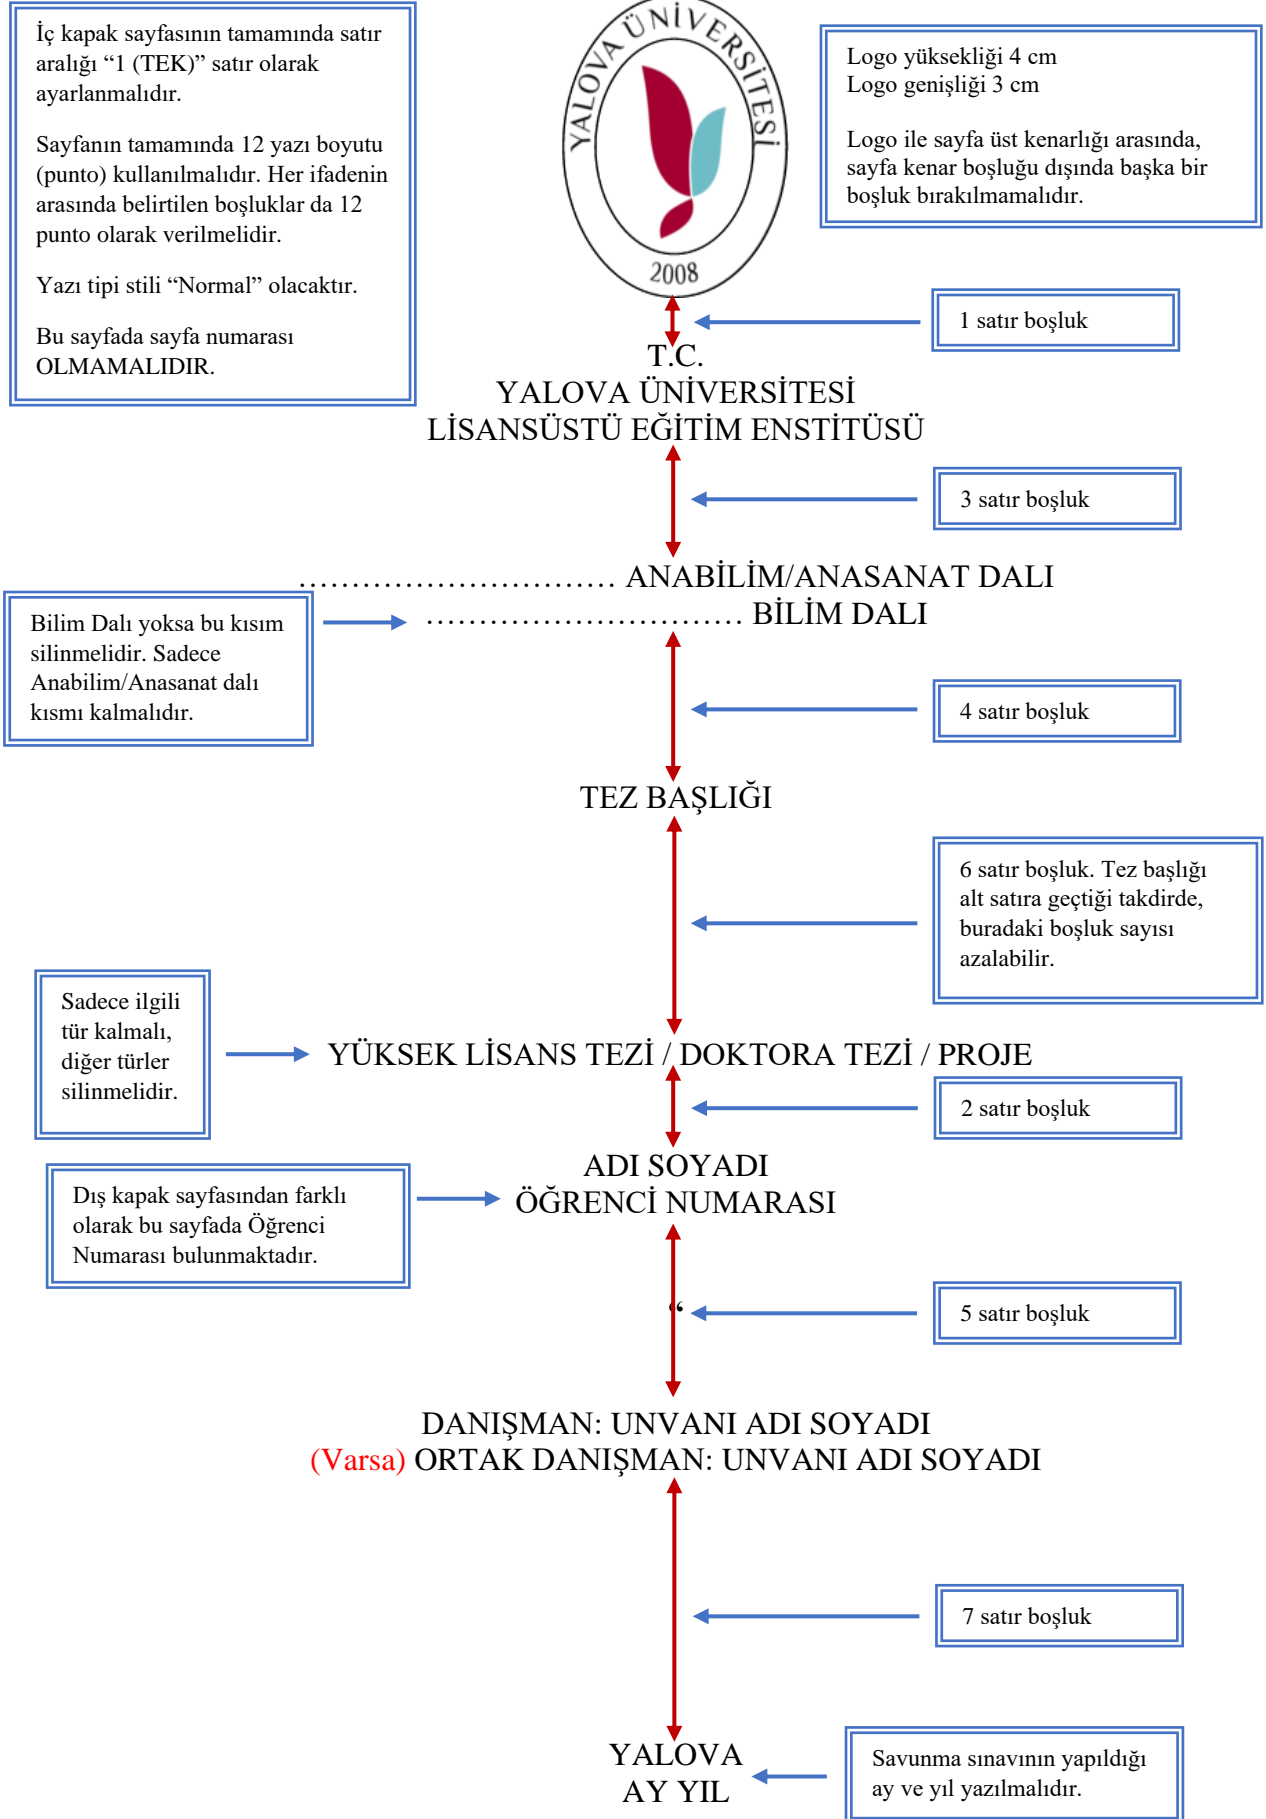 İç kapak sayfasının tamamında satır
aralığı “1 (TEK)” satır olarak
ayarlanmalıdır.
Sayfanın tamamında 12 yazı boyutu
(punto) kullanılmalıdır. Her ifadenin
arasında belirtilen boşluklar da 12
punto olarak verilmelidir.
Yazı tipi stili “Normal” olacaktır.
Bu sayfada sayfa numarası
OLMAMALIDIR.
YALOVA ÜNİVERSİTESİ
2008
Logo yüksekliği 4 cm
Logo genişliği 3 cm
Logo ile sayfa üst kenarlığı arasında,
sayfa kenar boşluğu dışında başka bir
boşluk bırakılmamalıdır.
1 satır boşluk
T.C.
YALOVA ÜNİVERSİTESİ
LİSANSÜSTÜ EĞİTİM ENSTİTÜSÜ
3 satır boşluk
…………………………… ANABİLİM/ANASANAT DALI
…………………………… BİLİM DALI
Bilim Dalı yoksa bu kısım
silinmelidir. Sadece
Anabilim/Anasanat dalı
kısmı kalmalıdır.
4 satır boşluk
TEZ BAŞLIĞI
6 satır boşluk. Tez başlığı
alt satıra geçtiği takdirde,
buradaki boşluk sayısı
azalabilir.
Sadece ilgili
tür kalmalı,
diğer türler
silinmelidir.
YÜKSEK LİSANS TEZİ / DOKTORA TEZİ / PROJE
2 satır boşluk
ADI SOYADI
ÖĞRENCİ NUMARASI
Dış kapak sayfasından farklı
olarak bu sayfada Öğrenci
Numarası bulunmaktadır.
“
5 satır boşluk
DANIŞMAN: UNVANI ADI SOYADI
(Varsa) ORTAK DANIŞMAN: UNVANI ADI SOYADI
7 satır boşluk
YALOVA
AY YIL
Savunma sınavının yapıldığı
ay ve yıl yazılmalıdır.